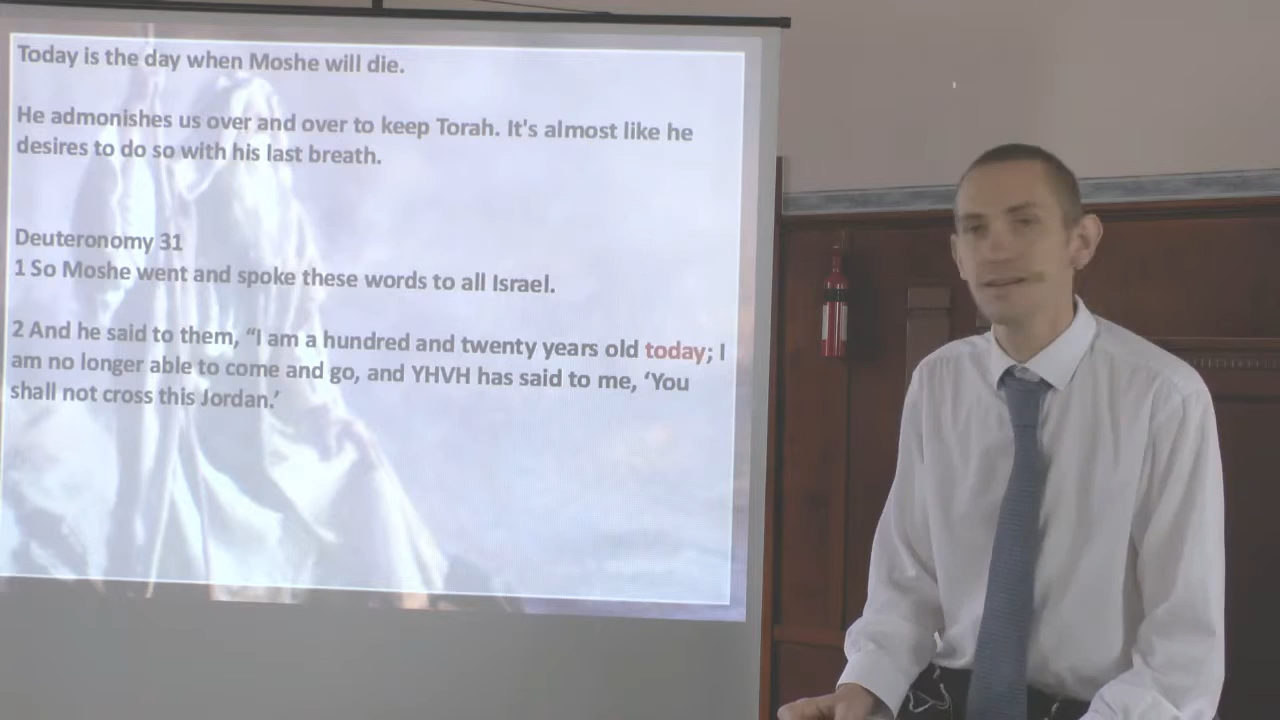 Today is the day when Moshe will die.
He admonishes us over and over to keep Torah. It's almost like he
desires to do so with his last breath.
Deuteronomy 31
1 So Moshe went and spoke these words to all Israel.
2 And he said to them, “I am a hundred and twenty years old today; I
am no longer able to come and go, and YHVH has said to me, ‘You
shall not cross this Jordan.’